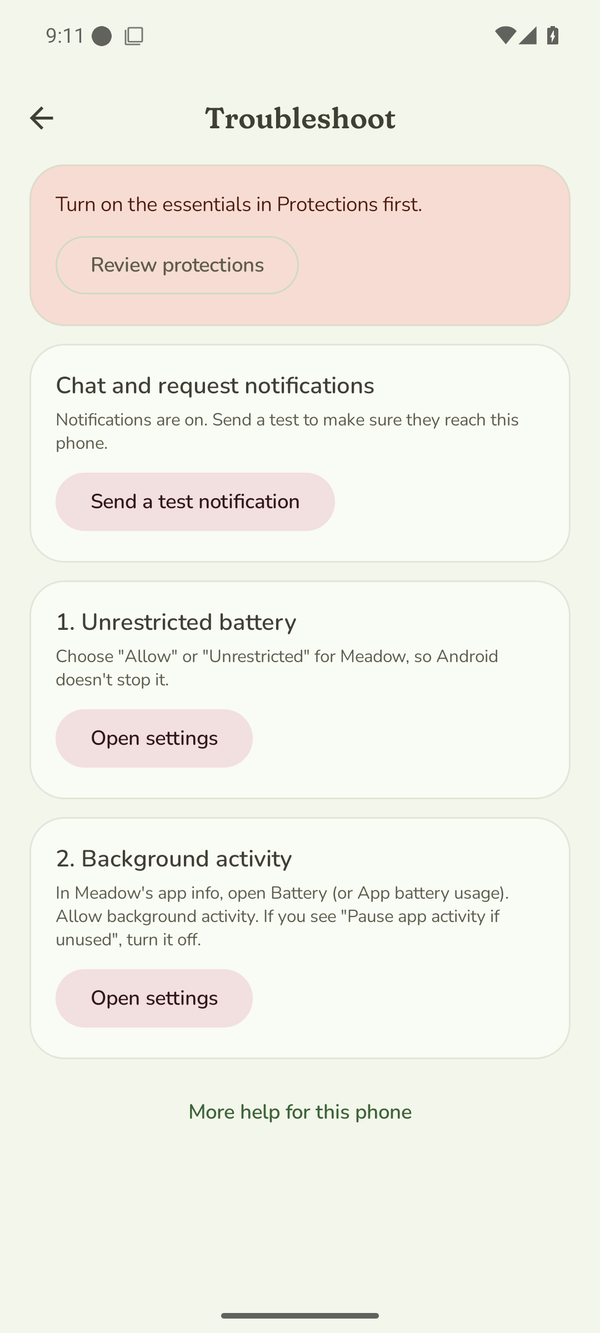 9:11
Troubleshoot
Turn on the essentials in Protections first.
Review protections
Chat and request notifications
Notifications are on. Send a test to make sure they reach this
phone.
Send a test notification
1. Unrestricted battery
Choose "Allow" or "Unrestricted" for Meadow, so Android
doesn't stop it.
Open settings
2. Background activity
In Meadow's app info, open Battery (or App battery usage).
Allow background activity. If you see "Pause app activity if
unused", turn it off.
Open settings
More help for this phone